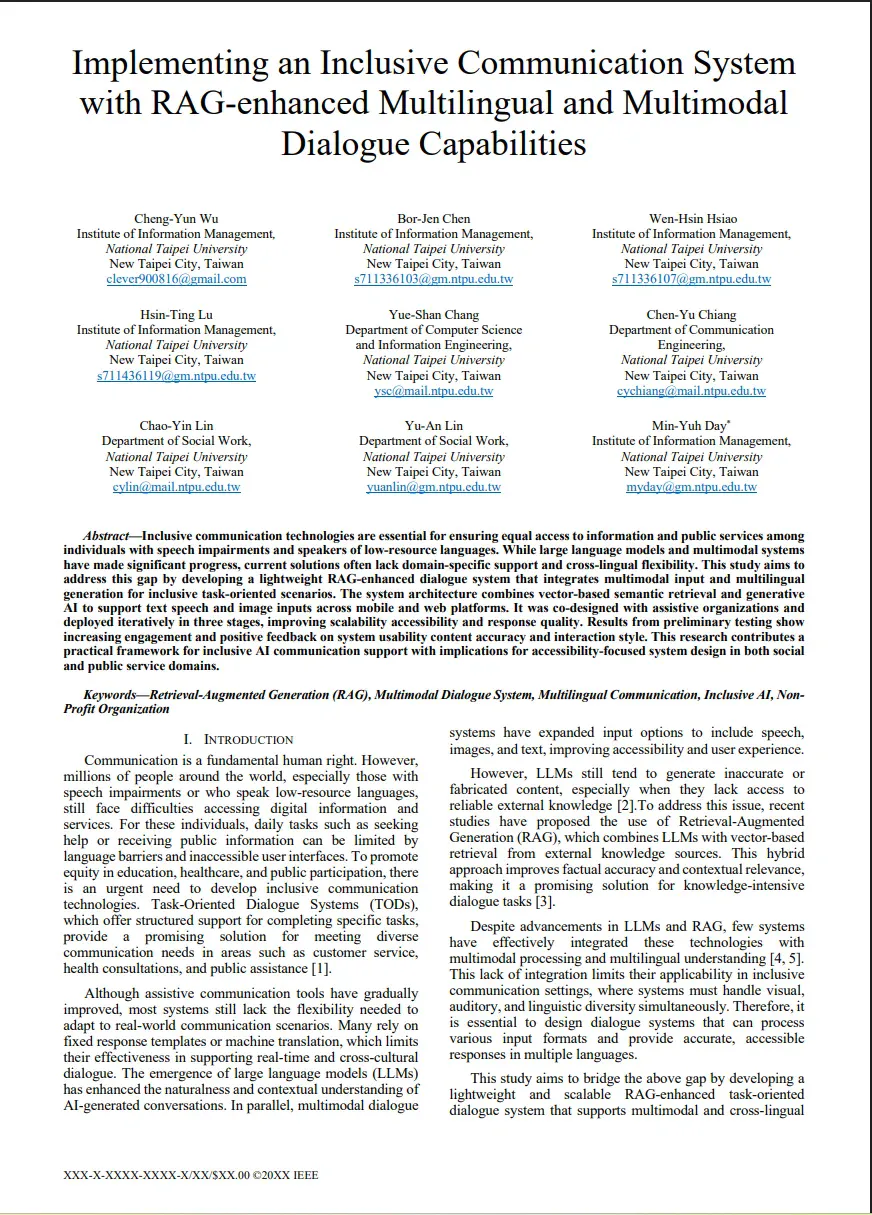 Implementing an Inclusive Communication System
with RAG-enhanced Multilingual and Multimodal
Dialogue Capabilities
Cheng-Yun Wu
Institute of Information Management,
National Taipei University
New Taipei City, Taiwan
clever900816@gmail.com
Bor-Jen Chen
Institute of Information Management,
National Taipei University
New Taipei City, Taiwan
s711336103@gm.ntpu.edu.tw
Wen-Hsin Hsiao
Institute of Information Management,
National Taipei University
New Taipei City, Taiwan
s711336107@gm.ntpu.edu.tw
Hsin-Ting Lu
Institute of Information Management,
National Taipei University
New Taipei City, Taiwan
s711436119@gm.ntpu.edu.tw
Yue-Shan Chang
Department of Computer Science
and Information Engineering,
National Taipei University
New Taipei City, Taiwan
ysc@mail.ntpu.edu.tw
Chen-Yu Chiang
Department of Communication
Engineering,
National Taipei University
New Taipei City, Taiwan
cychiang@mail.ntpu.edu.tw
Chao-Yin Lin
Department of Social Work,
National Taipei University
New Taipei City, Taiwan
cylin@mail.ntpu.edu.tw
Yu-An Lin
Department of Social Work,
National Taipei University
New Taipei City, Taiwan
yuanlin@gm.ntpu.edu.tw
Min-Yuh Day*
Institute of Information Management,
National Taipei University
New Taipei City, Taiwan
myday@gm.ntpu.edu.tw
Abstract—Inclusive communication technologies are essential for ensuring equal access to information and public services among
individuals with speech impairments and speakers of low-resource languages. While large language models and multimodal systems
have made significant progress, current solutions often lack domain-specific support and cross-lingual flexibility. This study aims to
address this gap by developing a lightweight RAG-enhanced dialogue system that integrates multimodal input and multilingual
generation for inclusive task-oriented scenarios. The system architecture combines vector-based semantic retrieval and generative
AI to support text speech and image inputs across mobile and web platforms. It was co-designed with assistive organizations and
deployed iteratively in three stages, improving scalability accessibility and response quality. Results from preliminary testing show
increasing engagement and positive feedback on system usability content accuracy and interaction style. This research contributes a
practical framework for inclusive AI communication support with implications for accessibility-focused system design in both social
and public service domains.
Keywords—Retrieval-Augmented Generation (RAG), Multimodal Dialogue System, Multilingual Communication, Inclusive AI, Non-
Profit Organization
I. INTRODUCTION
Communication is a fundamental human right. However,
millions of people around the world, especially those with
speech impairments or who speak low-resource languages,
still face difficulties accessing digital information and
services. For these individuals, daily tasks such as seeking
help or receiving public information can be limited by
language barriers and inaccessible user interfaces. To promote
equity in education, healthcare, and public participation, there
is an urgent need to develop inclusive communication
technologies. Task-Oriented Dialogue Systems (TODs),
which offer structured support for completing specific tasks,
provide a promising solution for meeting diverse
communication needs in areas such as customer service,
health consultations, and public assistance [1].
Although assistive communication tools have gradually
improved, most systems still lack the flexibility needed to
adapt to real-world communication scenarios. Many rely on
fixed response templates or machine translation, which limits
their effectiveness in supporting real-time and cross-cultural
dialogue. The emergence of large language models (LLMs)
has enhanced the naturalness and contextual understanding of
AI-generated conversations. In parallel, multimodal dialogue
systems have expanded input options to include speech,
images, and text, improving accessibility and user experience.
However, LLMs still tend to generate inaccurate or
fabricated content, especially when they lack access to
reliable external knowledge [2].To address this issue, recent
studies have proposed the use of Retrieval-Augmented
Generation (RAG), which combines LLMs with vector-based
retrieval from external knowledge sources. This hybrid
approach improves factual accuracy and contextual relevance,
making it a promising solution for knowledge-intensive
dialogue tasks [3].
Despite advancements in LLMs and RAG, few systems
have effectively integrated these technologies with
multimodal processing and multilingual understanding [4, 5].
This lack of integration limits their applicability in inclusive
communication settings, where systems must handle visual,
auditory, and linguistic diversity simultaneously. Therefore, it
is essential to design dialogue systems that can process
various input formats and provide accurate, accessible
responses in multiple languages.
This study aims to bridge the above gap by developing a
lightweight and scalable RAG-enhanced task-oriented
dialogue system that supports multimodal and cross-lingual
XXX-X-XXXX-XXXX-X/XX/$XX.00 ©20XX IEEE